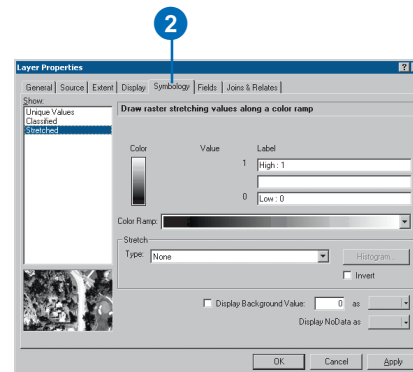 2
Layer Properties ?
General Source Extent Display Symbology Fields Joins & Relates
Show:
Unique Values
Classified
Stretched
Draw raster stretching values along a color ramp
Color Value Label
1 High : 1
0 Low : 0
Color Ramp:
Stretch
Type: None Histogram...
Invert
Display Background Value: 0 as
Display NoData as
OK Cancel Apply